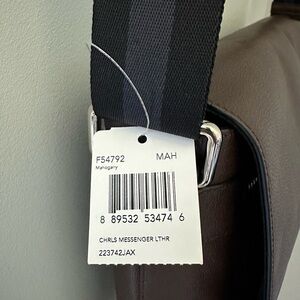 F54792 MAH
Mahogany
8 89532 53474 6
CHRLS MESSENGER LTHR
223742JAX